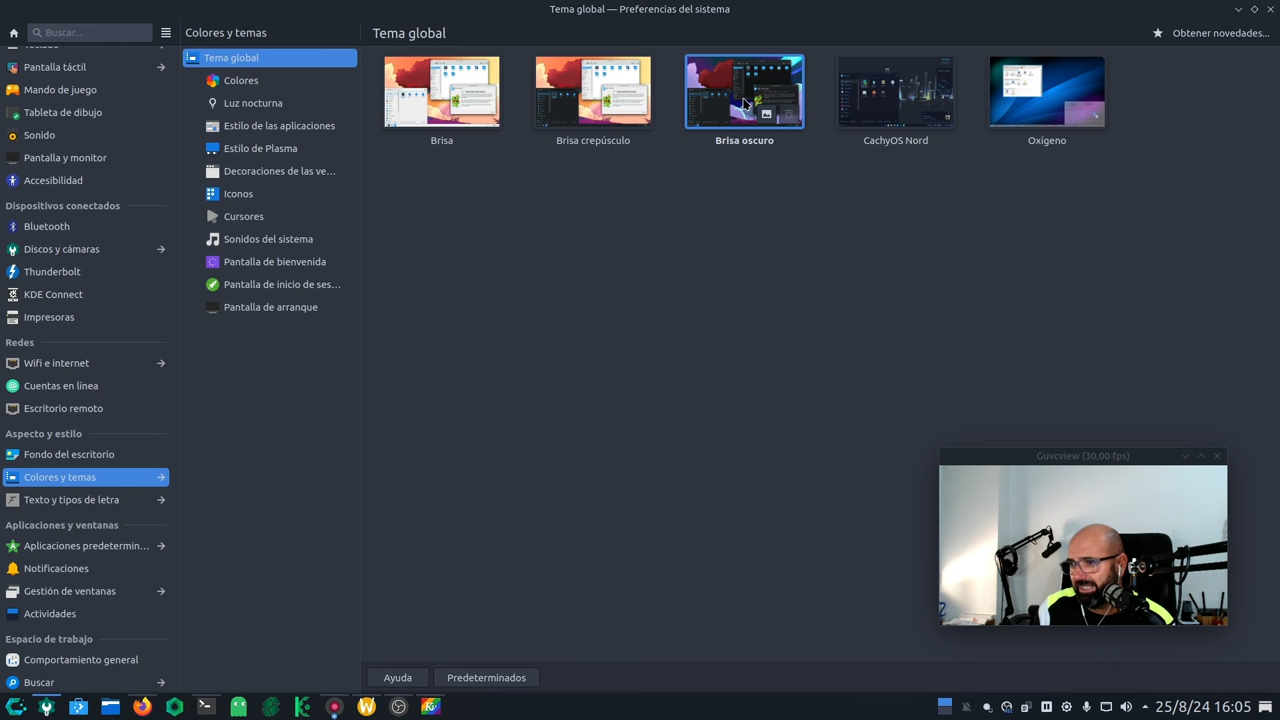 Tema global — Preferencias del sistema
Buscar...
Colores y temas
Tema global
Obtener novedades...
Pantalla táctil
Mando de juego
Tableta de dibujo
Sonido
Pantalla y monitor
Accesibilidad
Dispositivos conectados
Bluetooth
Discos y cámaras
Thunderbolt
KDE Connect
Impresoras
Redes
Wifi e internet
Cuentas en línea
Escritorio remoto
Aspecto y estilo
Fondo del escritorio
Colores y temas
Texto y tipos de letra
Aplicaciones y ventanas
Aplicaciones predetermin...
Notificaciones
Gestión de ventanas
Actividades
Espacio de trabajo
Comportamiento general
Buscar
Tema global
Colores
Luz nocturna
Estilo de las aplicaciones
Estilo de Plasma
Decoraciones de las ve...
Iconos
Cursores
Sonidos del sistema
Pantalla de bienvenida
Pantalla de inicio de ses...
Pantalla de arranque
Brisa
Brisa crepúsculo
Brisa oscuro
CachyOS Nord
Oxígeno
Guvcview (30,00 fps)
Ayuda
Predeterminados
25/8/24 16:05